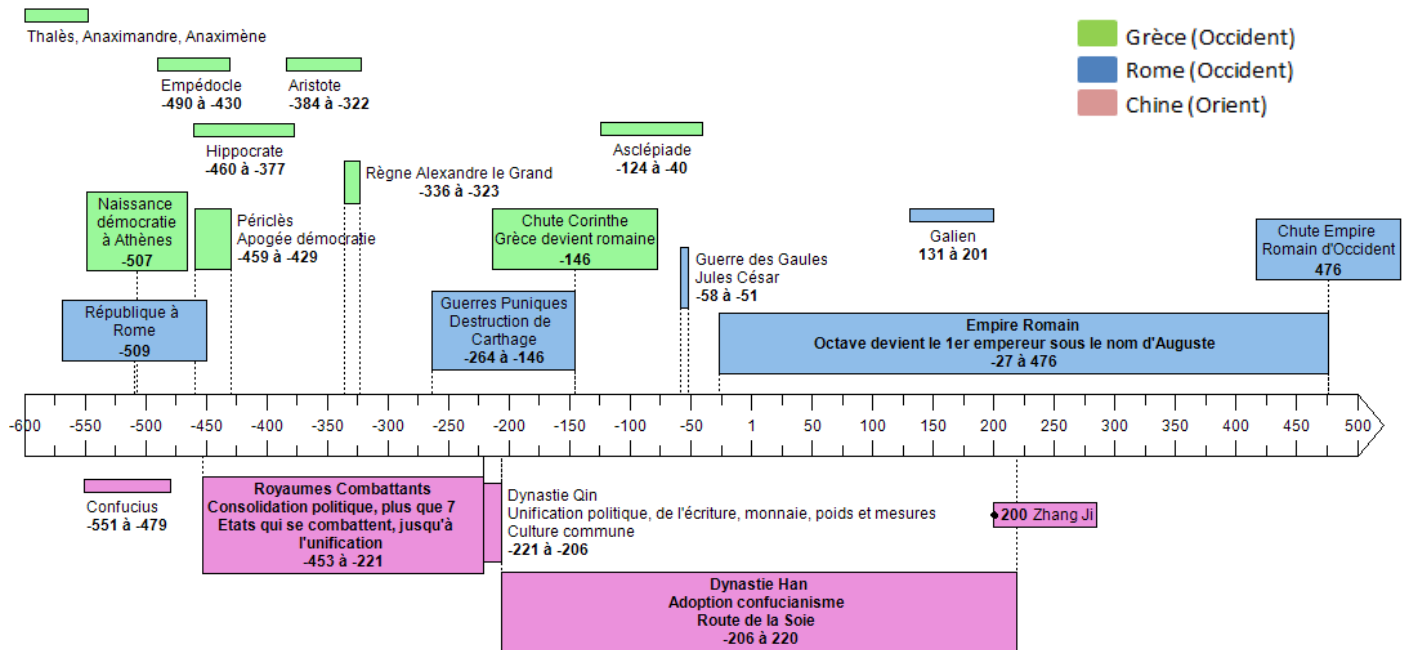 Thalès, Anaximandre, Anaximène
Grèce (Occident)
Rome (Occident)
Chine (Orient)
Empédocle
-490 à -430
Aristote
-384 à -322
Hippocrate
-460 à -377
Asclépiade
-124 à -40
Règne Alexandre le Grand
-336 à -323
Naissance
démocratie
à Athènes
-507
Périclès
Apogée démocratie
-459 à -429
Chute Corinthe
Grèce devient romaine
-146
Galien
131 à 201
Chute Empire
Romain d'Occident
476
Guerre des Gaules
Jules César
-58 à -51
République à
Rome
-509
Guerres Puniques
Destruction de
Carthage
-264 à -146
Empire Romain
Octave devient le 1er empereur sous le nom d'Auguste
-27 à 476
-600 -550 -500 -450 -400 -350 -300 -250 -200 -150 -100 -50 1 50 100 150 200 250 300 350 400 450 500
Confucius
-551 à -479
Royaumes Combattants
Consolidation politique, plus que 7
Etats qui se combattent, jusqu'à
l'unification
-453 à -221
Dynastie Qin
Unification politique, de l'écriture, monnaie, poids et mesures
Culture commune
-221 à -206
200 Zhang Ji
Dynastie Han
Adoption confucianisme
Route de la Soie
-206 à 220